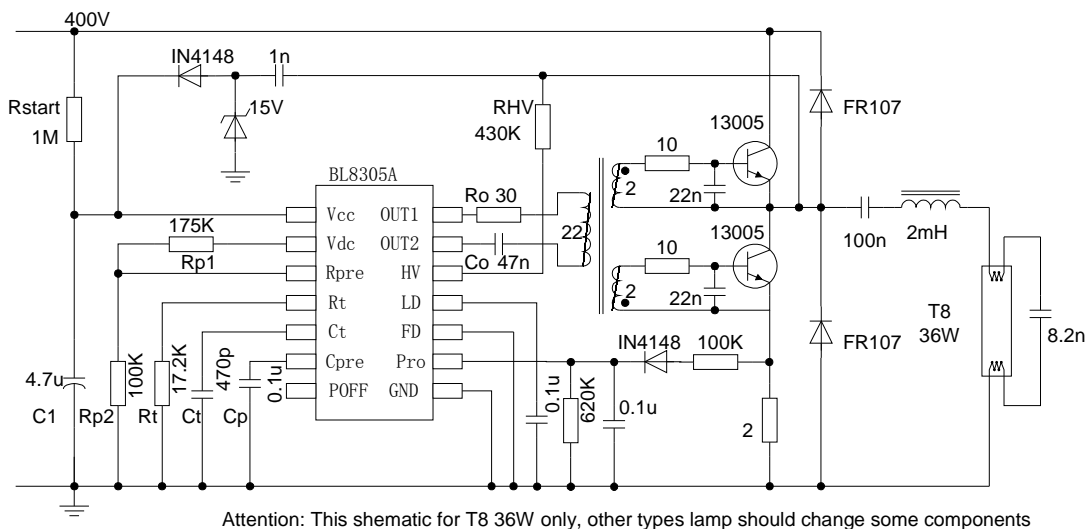 400V
IN4148
1n
15V
Rstart
1M
RHV
430K
FR107
13005
10
2
22n
BL8305A
Ro 30
Vcc OUT1
175K
Vdc OUT2
Rp1
Co 47n
22
Rpre HV
Rt LD
Ct FD
Cpre Pro
POFF GND
13005
10
2
22n
100n
2mH
T8
36W
8.2n
FR107
IN4148
100K
4.7u
C1
100K
Rp2
17.2K
Rt
470p
Ct
0.1u
Cp
0.1u
620K
0.1u
2
Attention: This shematic for T8 36W only, other types lamp should change some components